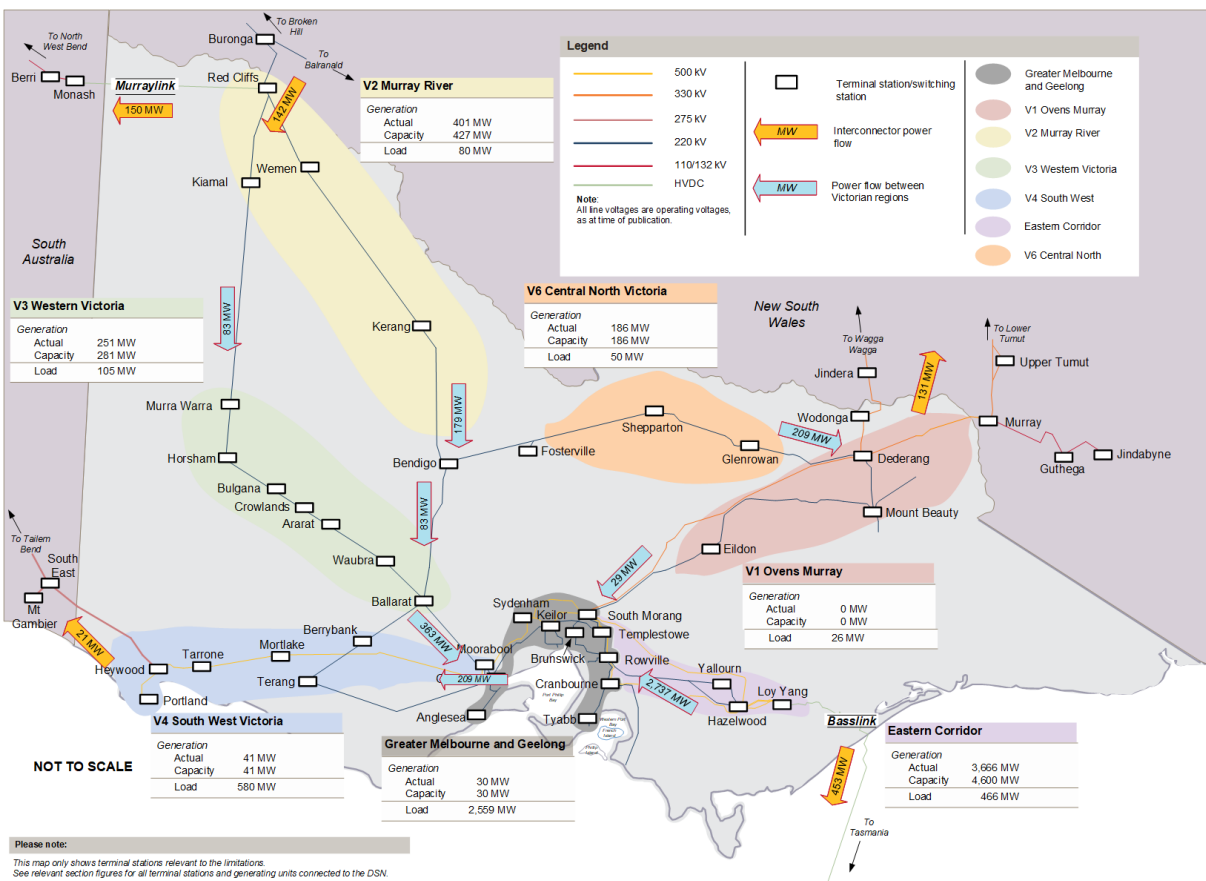 To Broken
Hill
Buronga
To North
West Bend
To
Balranald
Berri
Monash
Murraylink
150 MW
Red Cliffs
142 MW
V2 Murray River
Generation
Actual 401 MW
Capacity 427 MW
Load 80 MW
Legend
500 kV
330 kV
275 kV
220 kV
110/132 kV
HVDC
Note:
All line voltages are operating voltages,
as at time of publication.
Terminal station/switching
station
MW
Interconnector power
flow
MW
Power flow between
Victorian regions
Greater Melbourne
and Geelong
V1 Ovens Murray
V2 Murray River
V3 Western Victoria
V4 South West
Eastern Corridor
V6 Central North
Wemen
Kiamal
South
Australia
V3 Western Victoria
Generation
Actual 251 MW
Capacity 281 MW
Load 105 MW
83 MW
Kerang
V6 Central North Victoria
Generation
Actual 186 MW
Capacity 186 MW
Load 50 MW
New South
Wales
To Wagga
Wagga
To Lower
Tumut
Jindera
Upper Tumut
131 MW
Murra Warra
179 MW
Shepparton
Wodonga
209 MW
Murray
Horsham
Bendigo
Fosterville
Glenrowan
Dederang
Guthega
Jindabyne
Bulgana
Crowlands
Ararat
83 MW
Mount Beauty
To Tailem
Bend
South
East
Waubra
Eildon
29 MW
V1 Ovens Murray
Generation
Actual 0 MW
Capacity 0 MW
Load 26 MW
Mt
Gambier
Ballarat
363 MW
Sydenham
Keilor
South Morang
Templestowe
21 MW
Berrybank
Mortlake
Tarrone
Heywood
Terang
Portland
Moorabool
209 MW
Brunswick
Rowville
Cranbourne
Yallourn
Loy Yang
2,737 MW
Hazelwood
Port Phillip
Bay
Anglesea
Tyabb
Western Port
Bay
French
Island
Phillip
Island
Basslink
453 MW
To
Tasmania
V4 South West Victoria
Generation
Actual 41 MW
Capacity 41 MW
Load 580 MW
Greater Melbourne and Geelong
Generation
Actual 30 MW
Capacity 30 MW
Load 2,559 MW
Eastern Corridor
Generation
Actual 3,666 MW
Capacity 4,600 MW
Load 466 MW
NOT TO SCALE
Please note:
This map only shows terminal stations relevant to the limitations.
See relevant section figures for all terminal stations and generating units connected to the DSN.